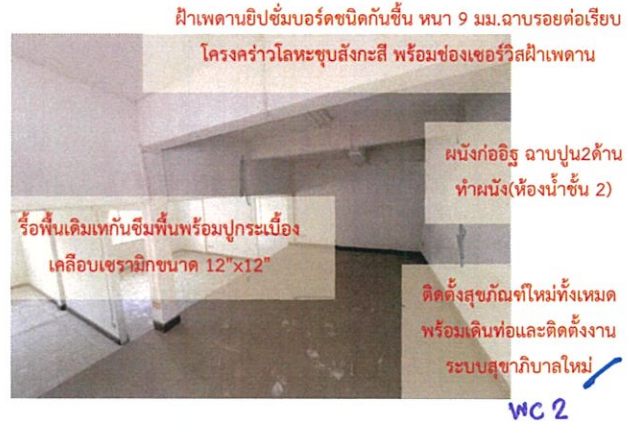 ฝ้าเพดานยิปซั่มบอร์ดชนิดกันชื้น หนา 9 มม.ฉาบรอยต่อเรียบ
โครงคร่าวโลหะชุบสังกะสี พร้อมช่องเซอร์วิสฝ้าเพดาน
ผนังก่ออิฐ ฉาบปูน2ด้าน
ทำผนัง(ห้องน้ำชั้น 2)
รื้อพื้นเดิมเทกันซึมพื้นพร้อมปูกระเบื้อง
เคลือบเซรามิกขนาด 12"x12"
ติดตั้งสุขภัณฑ์ใหม่ทั้งเหมด
พร้อมเดินท่อและติดตั้งงาน
ระบบสุขาภิบาลใหม่
WC 2